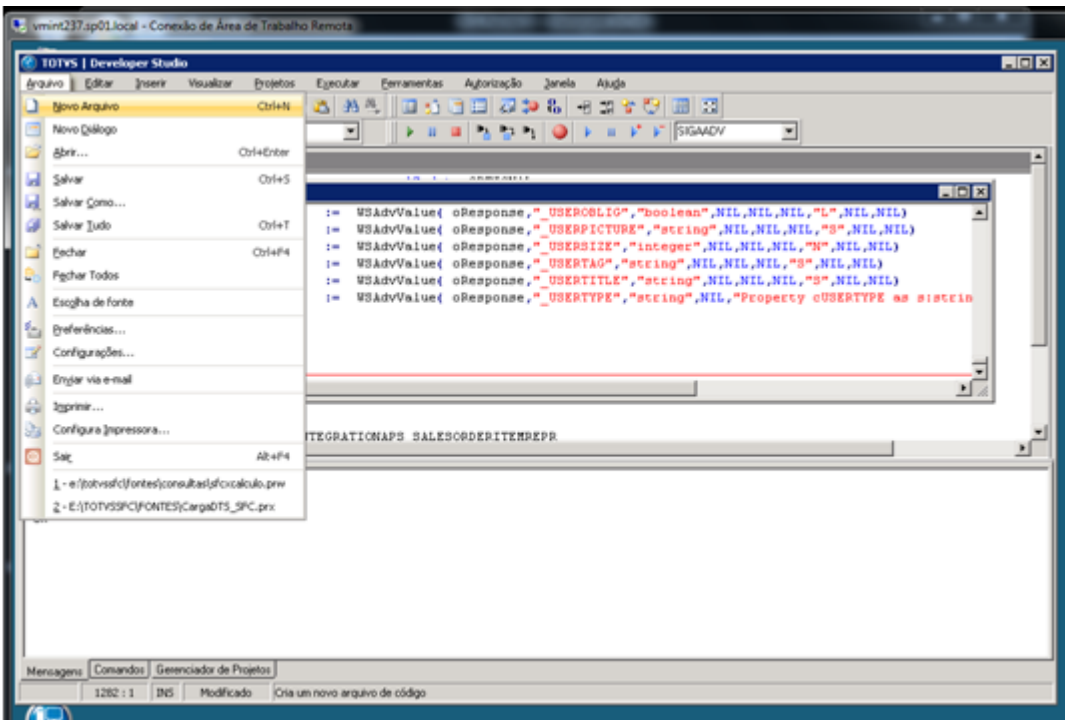 vmint237.sp01.local - Conexão de Área de Trabalho Remota
TOTVS | Developer Studio
Arquivo Editar Inserir Visualizar Projetos Executar Ferramentas Autorização Janela Ajuda
Novo Arquivo Ctrl+N
Novo Diálogo
Abrir... Ctrl+Enter
Salvar Ctrl+S
Salvar Como...
Salvar Tudo Ctrl+T
Fechar Ctrl+F4
Fechar Todos
Escolha de fonte
Preferências...
Configurações...
Enviar via e-mail
Imprimir...
Configura Impressora...
Sair Alt+F4
1 - e:\totvssfc\fontes\consultas\sfcxcalculo.prw
2 - E:\TOTVSSFC\FONTES\CargaDTS_SFC.prx
SIGAADV
:= WSAdvValue( oResponse,"_USEROBLIG","boolean",NIL,NIL,NIL,"L",NIL,NIL)
:= WSAdvValue( oResponse,"_USERPICTURE","string",NIL,NIL,NIL,"S",NIL,NIL)
:= WSAdvValue( oResponse,"_USERSIZE","integer",NIL,NIL,NIL,"N",NIL,NIL)
:= WSAdvValue( oResponse,"_USERTAG","string",NIL,NIL,NIL,"S",NIL,NIL)
:= WSAdvValue( oResponse,"_USERTITLE","string",NIL,NIL,NIL,"S",NIL,NIL)
:= WSAdvValue( oResponse,"_USERTYPE","string",NIL,"Property cUSERTYPE as s:strin
TEGRATIONAPS_SALESORDERITEMREPR
Mensagens Comandos Gerenciador de Projetos
1282 : 1 INS Modificado Cria um novo arquivo de código